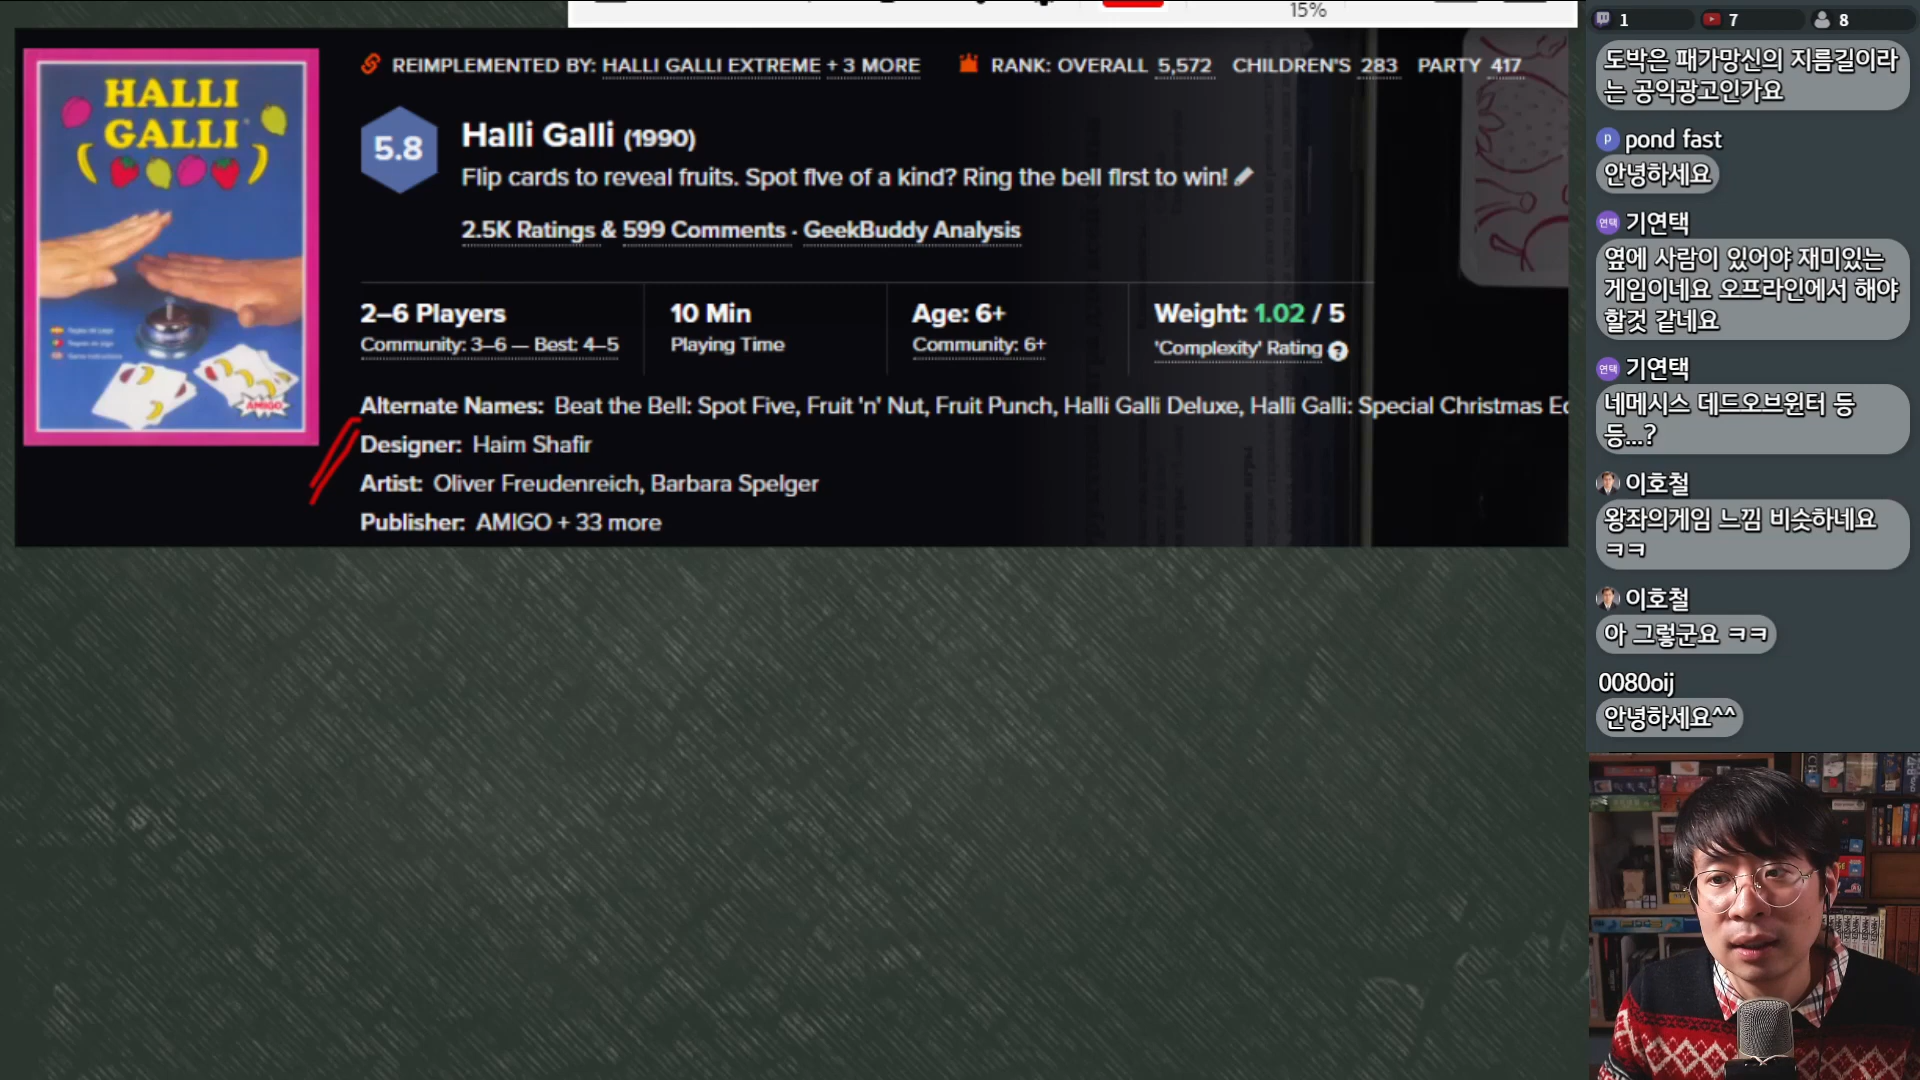 15%
HALLI
GALLI
AMIGO
REIMPLEMENTED BY: HALLI GALLI EXTREME + 3 MORE
RANK: OVERALL 5,572 CHILDREN'S 283 PARTY 417
5.8
Halli Galli (1990)
Flip cards to reveal fruits. Spot five of a kind? Ring the bell first to win!
2.5K Ratings & 599 Comments · GeekBuddy Analysis
2–6 Players
Community: 3–6 — Best: 4–5
10 Min
Playing Time
Age: 6+
Community: 6+
Weight: 1.02 / 5
'Complexity' Rating ?
Alternate Names: Beat the Bell: Spot Five, Fruit 'n' Nut, Fruit Punch, Halli Galli Deluxe, Halli Galli: Special Christmas Ed
Designer: Haim Shafir
Artist: Oliver Freudenreich, Barbara Spelger
Publisher: AMIGO + 33 more
1 7 8
도박은 패가망신의 지름길이라
는 공익광고인가요
p pond fast
안녕하세요
연택 기연택
옆에 사람이 있어야 재미있는
게임이네요 오프라인에서 해야
할것 같네요
연택 기연택
네메시스 데드오브윈터 등
등...?
이호철
왕좌의게임 느낌 비슷하네요
ㅋㅋ
이호철
아 그렇군요 ㅋㅋ
0080oij
안녕하세요^^